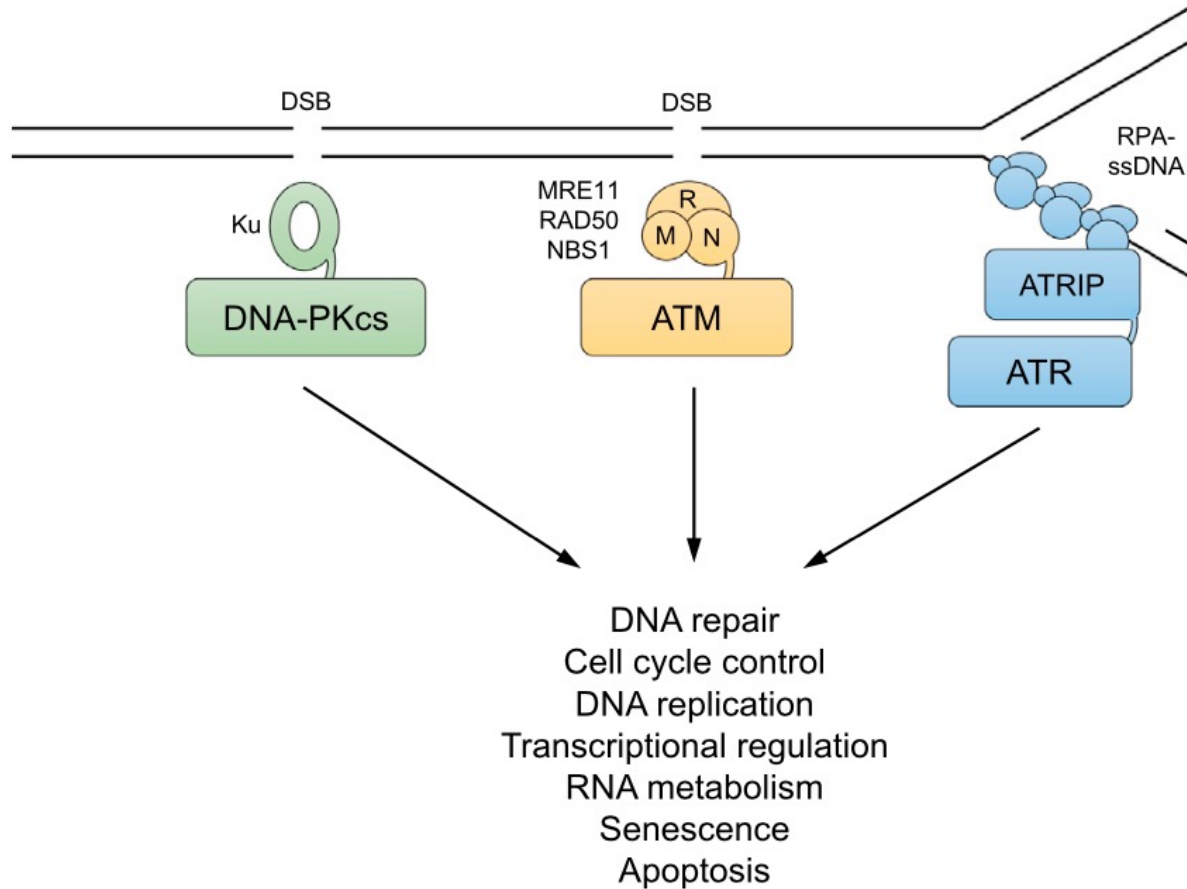 DSB
DSB
RPA-
ssDNA
Ku
MRE11
RAD50
NBS1
R
M
N
DNA-PKcs
ATM
ATRIP
ATR
DNA repair
Cell cycle control
DNA replication
Transcriptional regulation
RNA metabolism
Senescence
Apoptosis